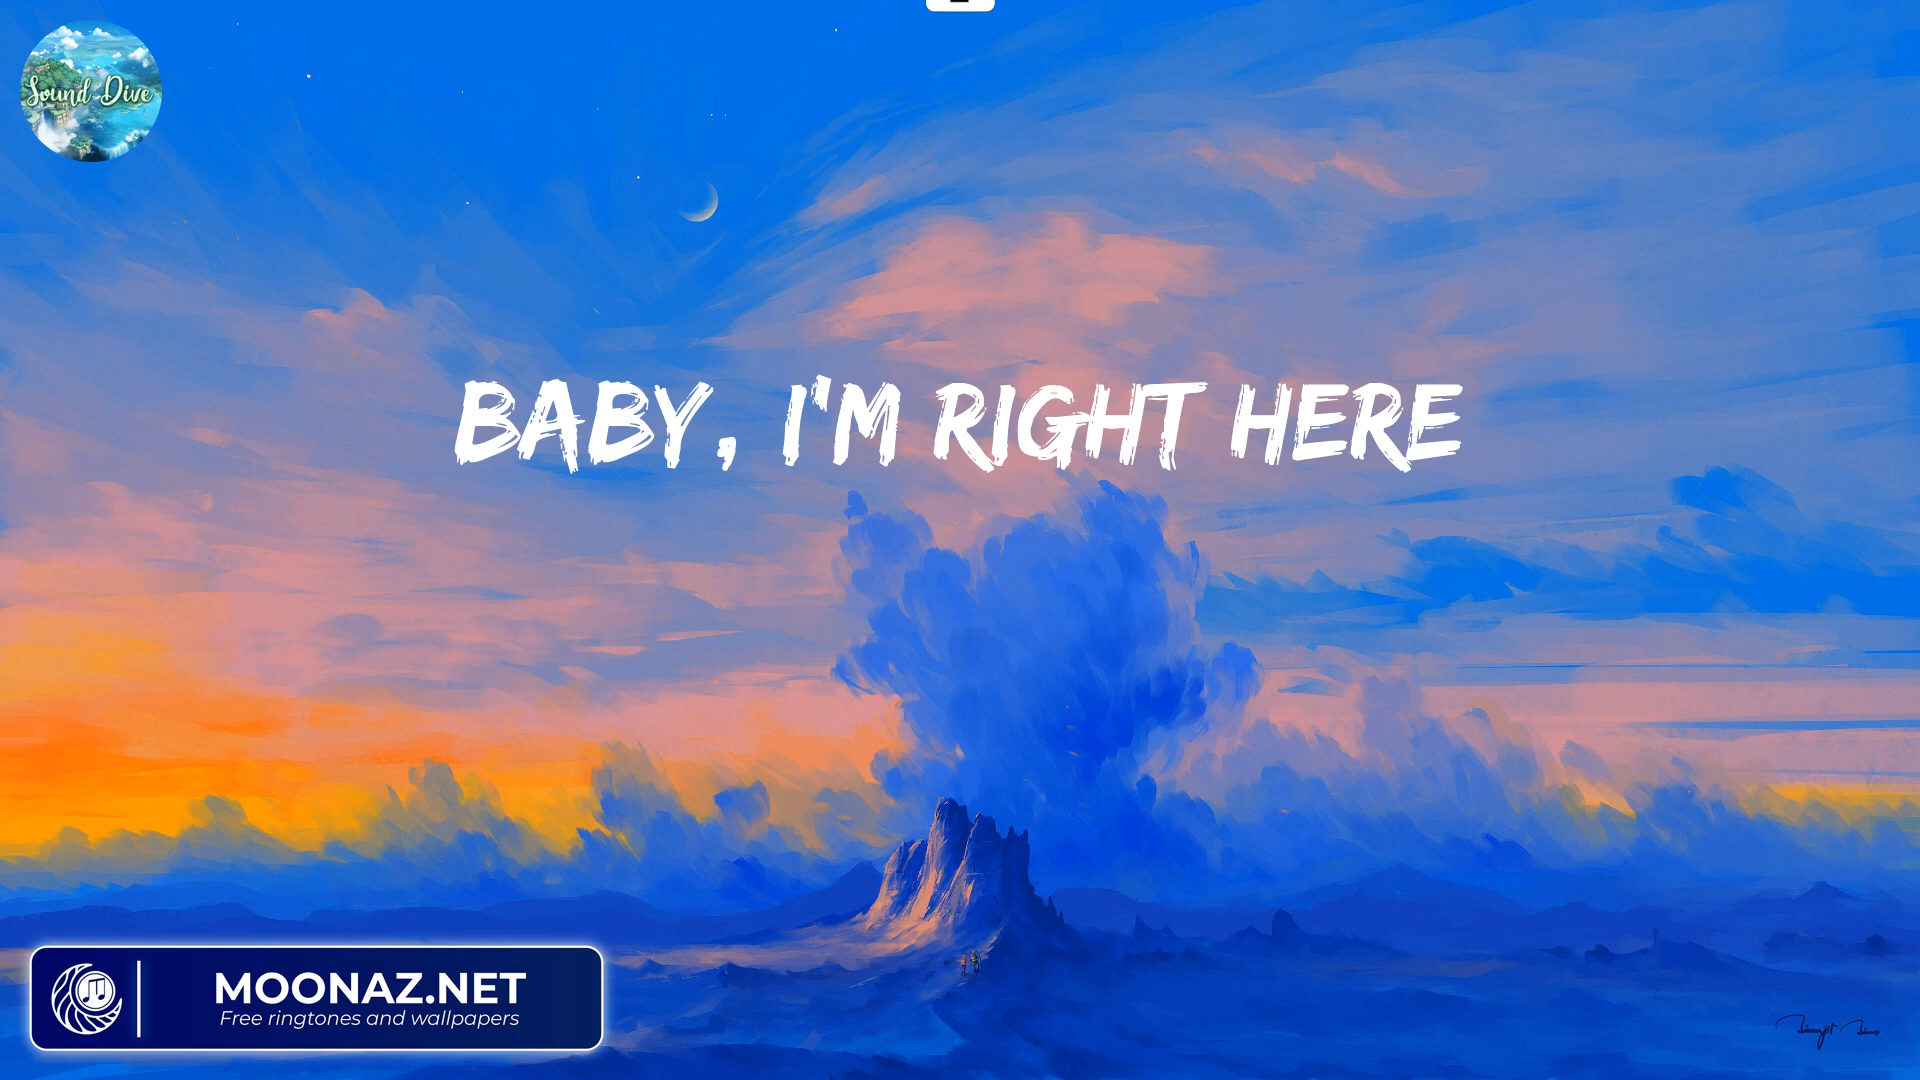 Sound Dive
BABY, I'M RIGHT HERE
MOONAZ.NET
Free ringtones and wallpapers